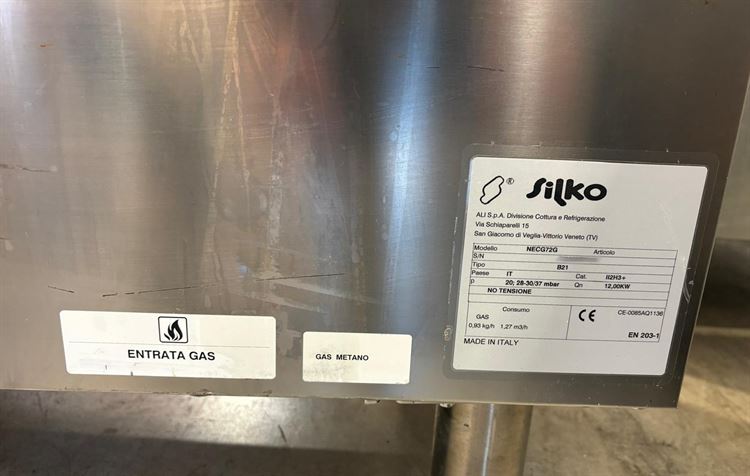 ® Silko
ALI S.p.A. Divisione Cottura e Refrigerazione
Via Schiaparelli 15
San Giacomo di Veglia-Vittorio Veneto (TV)
Modello NECG72G Articolo
S/N
Tipo B21
Paese IT Cat. II2H3+
p 20; 28-30/37 mbar Qn 12,00KW
NO TENSIONE
Consumo
GAS
0,93 kg/h 1,27 m3/h
CE CE-0085AQ1136
EN 203-1
MADE IN ITALY
ENTRATA GAS
GAS METANO